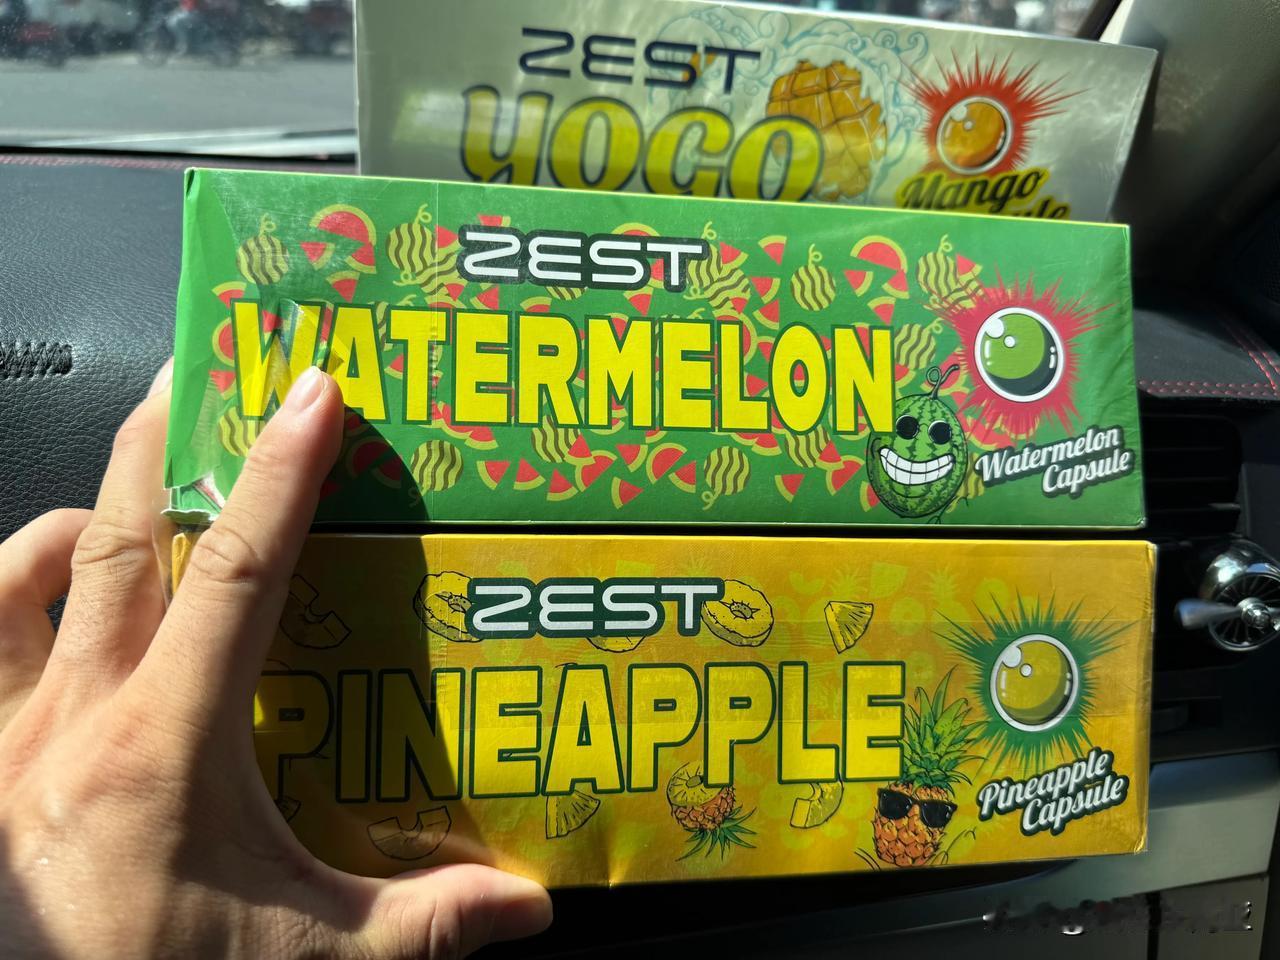 ZEST
YOGO
Mango
ZEST
WATERMELON
Watermelon
Capsule
ZEST
PINEAPPLE
Pineapple
Capsule